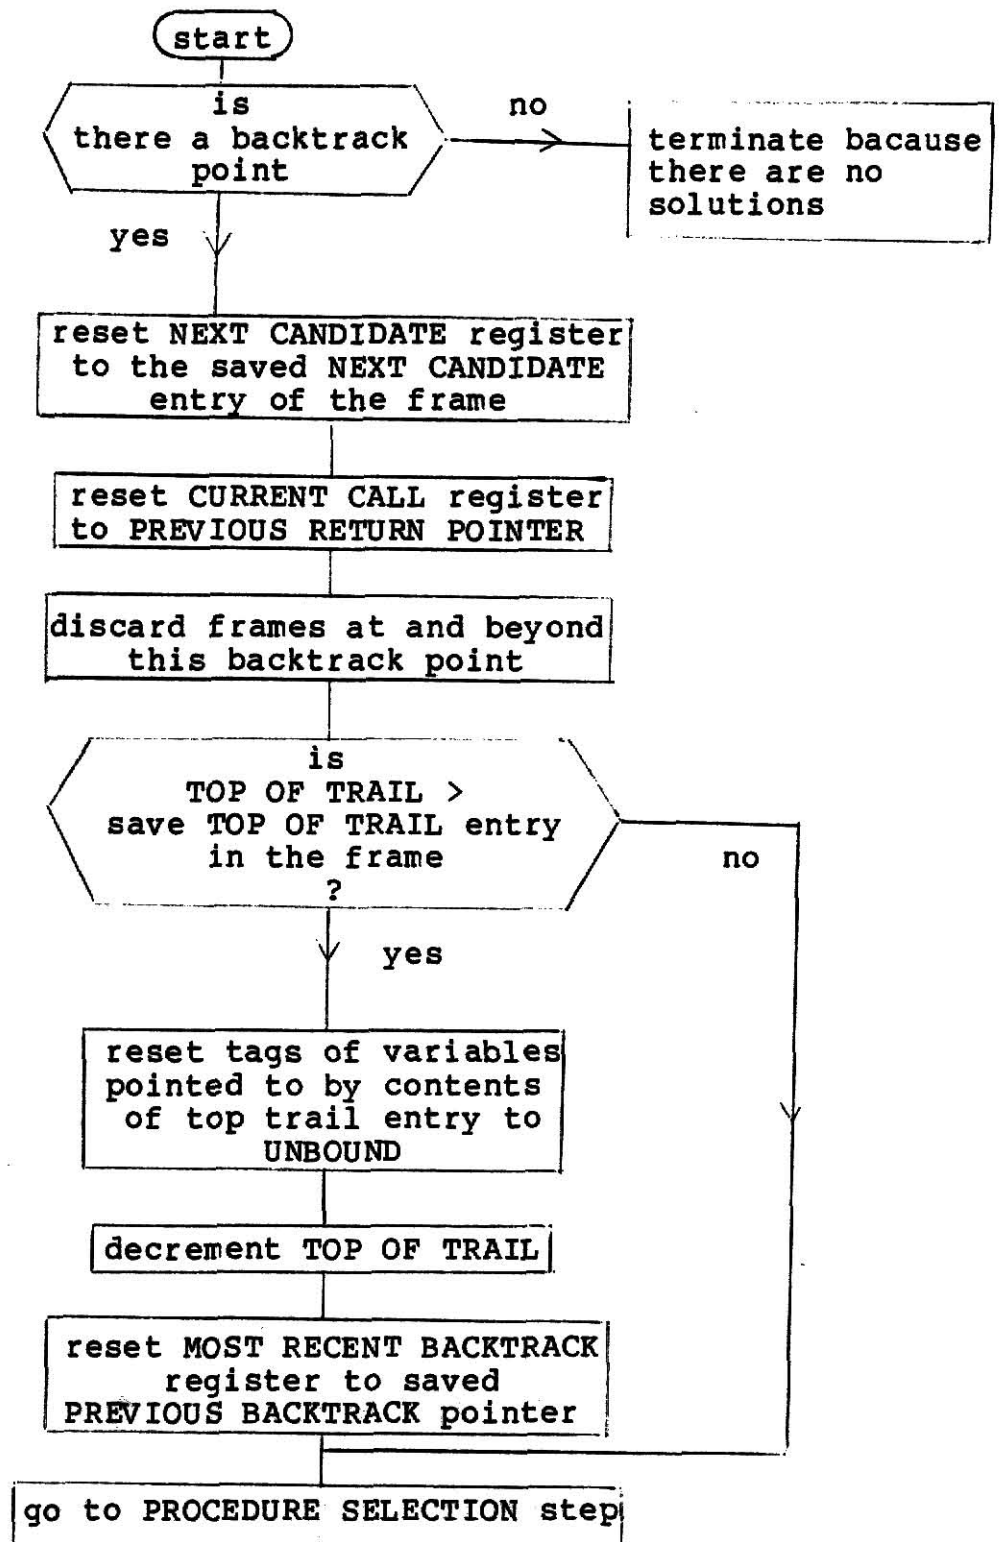 start
is
there a backtrack
point
no
terminate bacause
there are no
solutions
yes
reset NEXT CANDIDATE register
to the saved NEXT CANDIDATE
entry of the frame
reset CURRENT CALL register
to PREVIOUS RETURN POINTER
discard frames at and beyond
this backtrack point
is
TOP OF TRAIL >
save TOP OF TRAIL entry
in the frame
?
no
yes
reset tags of variables
pointed to by contents
of top trail entry to
UNBOUND
decrement TOP OF TRAIL
reset MOST RECENT BACKTRACK
register to saved
PREVIOUS BACKTRACK pointer
go to PROCEDURE SELECTION step